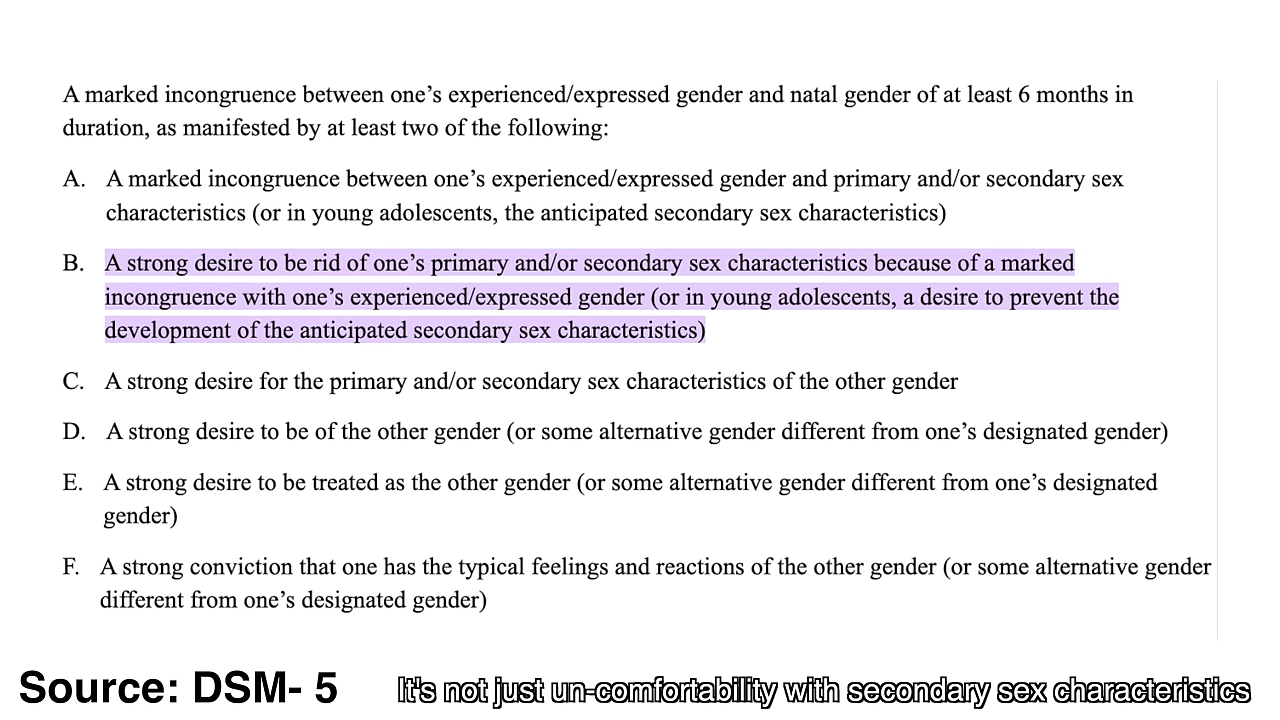 A marked incongruence between one’s experienced/expressed gender and natal gender of at least 6 months in
duration, as manifested by at least two of the following:
A. A marked incongruence between one’s experienced/expressed gender and primary and/or secondary sex
characteristics (or in young adolescents, the anticipated secondary sex characteristics)
B. A strong desire to be rid of one’s primary and/or secondary sex characteristics because of a marked
incongruence with one’s experienced/expressed gender (or in young adolescents, a desire to prevent the
development of the anticipated secondary sex characteristics)
C. A strong desire for the primary and/or secondary sex characteristics of the other gender
D. A strong desire to be of the other gender (or some alternative gender different from one’s designated gender)
E. A strong desire to be treated as the other gender (or some alternative gender different from one’s designated
gender)
F. A strong conviction that one has the typical feelings and reactions of the other gender (or some alternative gender
different from one’s designated gender)
Source: DSM- 5
It's not just un-comfortability with secondary sex characteristics